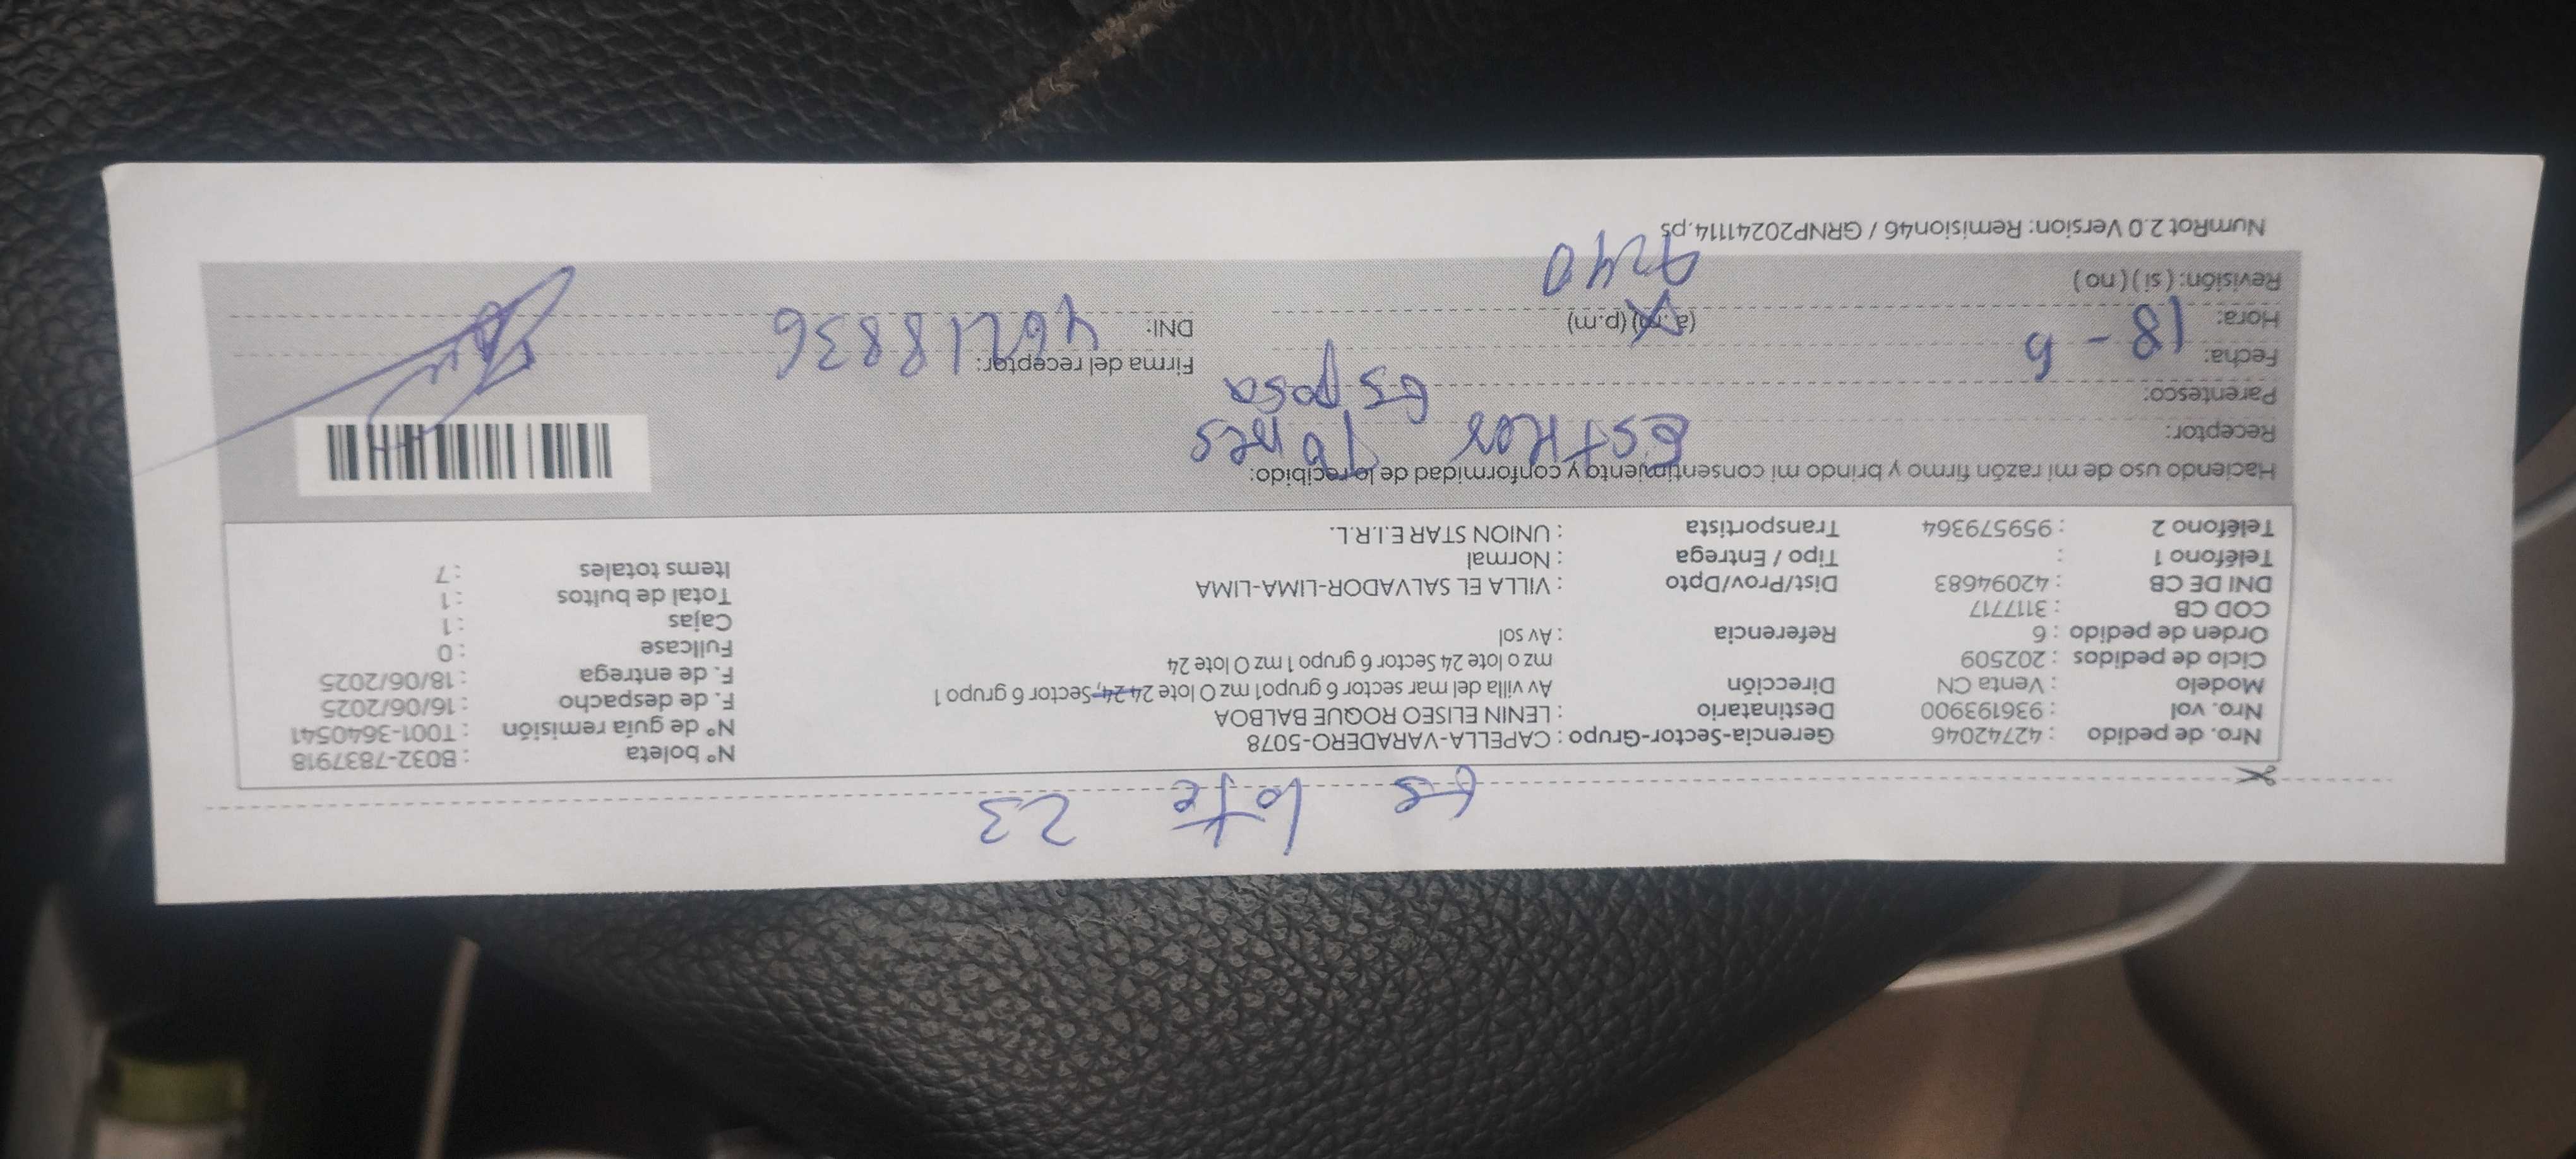 Es lote 23
Nro. de pedido : 42742046 Gerencia-Sector-Grupo : CAPELLA-VARADERO-5078 N° boleta : B032-7837918
Nro. vol : 936193900 Destinatario : LENIN ELISEO ROQUE BALBOA N° de guía remisión : T001-3640541
Modelo : Venta CN Dirección Av villa del mar sector 6 grupo1 mz O lote 24 24, Sector 6 grupo 1 F. de despacho : 16/06/2025
Ciclo de pedidos : 202509 mz o lote 24 Sector 6 grupo 1 mz O lote 24 F. de entrega : 18/06/2025
Orden de pedido : 6 Referencia : Av sol Fullcase : 0
COD CB : 3117717 Cajas : 1
DNI DE CB : 42094683 Dist/Prov/Dpto : VILLA EL SALVADOR-LIMA-LIMA Total de bultos : 1
Teléfono 1 : Tipo / Entrega : Normal Items totales : 7
Teléfono 2 : 959579364 Transportista : UNION STAR E.I.R.L.
Haciendo uso de mi razón firmo y brindo mi consentimiento y conformidad de lo recibido:
Receptor: Esther
Parentesco: Esposa
Fecha: 18 - 6 Firma del receptor:
Hora: (a.m) (p.m) DNI:
Revisión: ( si ) ( no )
NumRot 2.0 Version: Remision46 / GRNP20241114.ps